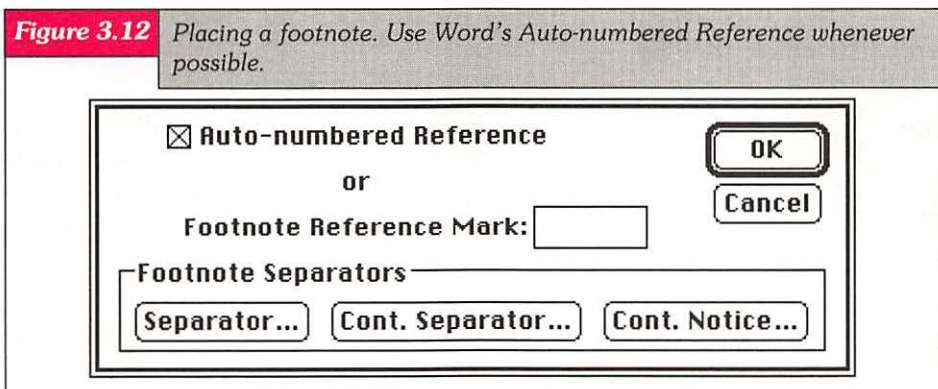 Figure 3.12 Placing a footnote. Use Word's Auto-numbered Reference whenever
possible.
Auto-numbered Reference
OK
or
Cancel
Footnote Reference Mark:
Footnote Separators
Separator... Cont. Separator... Cont. Notice...